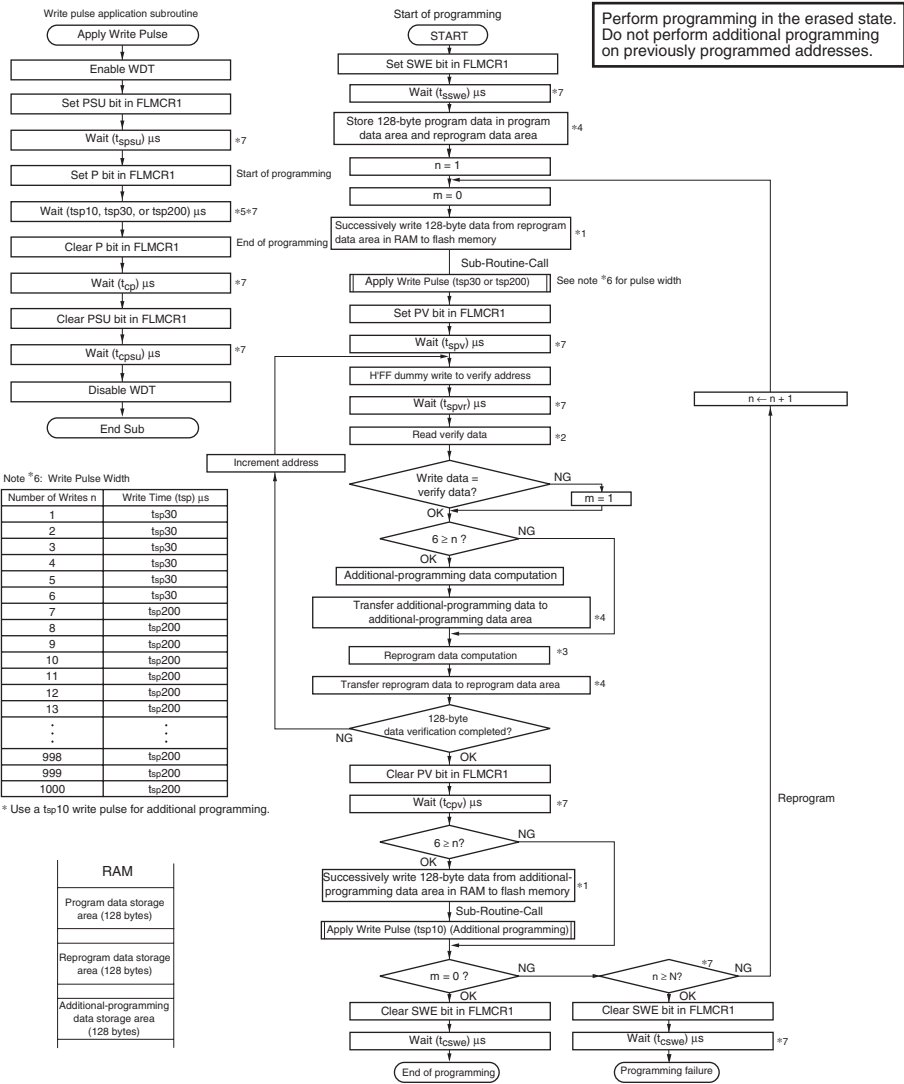 Write pulse application subroutine
Apply Write Pulse
Enable WDT
Set PSU bit in FLMCR1
Wait (tspsu) μs
*7
Set P bit in FLMCR1
Start of programming
Wait (tsp10, tsp30, or tsp200) μs
*5*7
Clear P bit in FLMCR1
End of programming
Wait (tcp) μs
*7
Clear PSU bit in FLMCR1
Wait (tcpsu) μs
*7
Disable WDT
End Sub
Note *6: Write Pulse Width
Number of Writes n Write Time (tsp) μs
1 tsp30
2 tsp30
3 tsp30
4 tsp30
5 tsp30
6 tsp30
7 tsp200
8 tsp200
9 tsp200
10 tsp200
11 tsp200
12 tsp200
13 tsp200
998 tsp200
999 tsp200
1000 tsp200
* Use a tsp10 write pulse for additional programming.
RAM
Program data storage
area (128 bytes)
Reprogram data storage
area (128 bytes)
Additional-programming
data storage area
(128 bytes)
Start of programming
START
Set SWE bit in FLMCR1
Wait (tsswe) μs
*7
Store 128-byte program data in program
data area and reprogram data area
*4
n = 1
m = 0
Successively write 128-byte data from reprogram
data area in RAM to flash memory
*1
Sub-Routine-Call
Apply Write Pulse (tsp30 or tsp200)
See note *6 for pulse width
Set PV bit in FLMCR1
Wait (tspv) μs
*7
H'FF dummy write to verify address
Wait (tspvr) μs
*7
Read verify data
*2
Increment address
Write data =
verify data?
NG
m = 1
OK
6 ≥ n ?
NG
OK
Additional-programming data computation
Transfer additional-programming data to
additional-programming data area
*4
Reprogram data computation
*3
Transfer reprogram data to reprogram data area
*4
128-byte
data verification completed?
NG
OK
Clear PV bit in FLMCR1
Wait (tcpv) μs
*7
6 ≥ n?
NG
OK
Successively write 128-byte data from additional-
programming data area in RAM to flash memory
*1
Sub-Routine-Call
Apply Write Pulse (tsp10) (Additional programming)
m = 0 ?
NG
OK
Clear SWE bit in FLMCR1
Wait (tcswe) μs
End of programming
*7
n ≥ N?
NG
OK
Clear SWE bit in FLMCR1
Wait (tcswe) μs
*7
Programming failure
n ← n + 1
Reprogram
Perform programming in the erased state.
Do not perform additional programming
on previously programmed addresses.